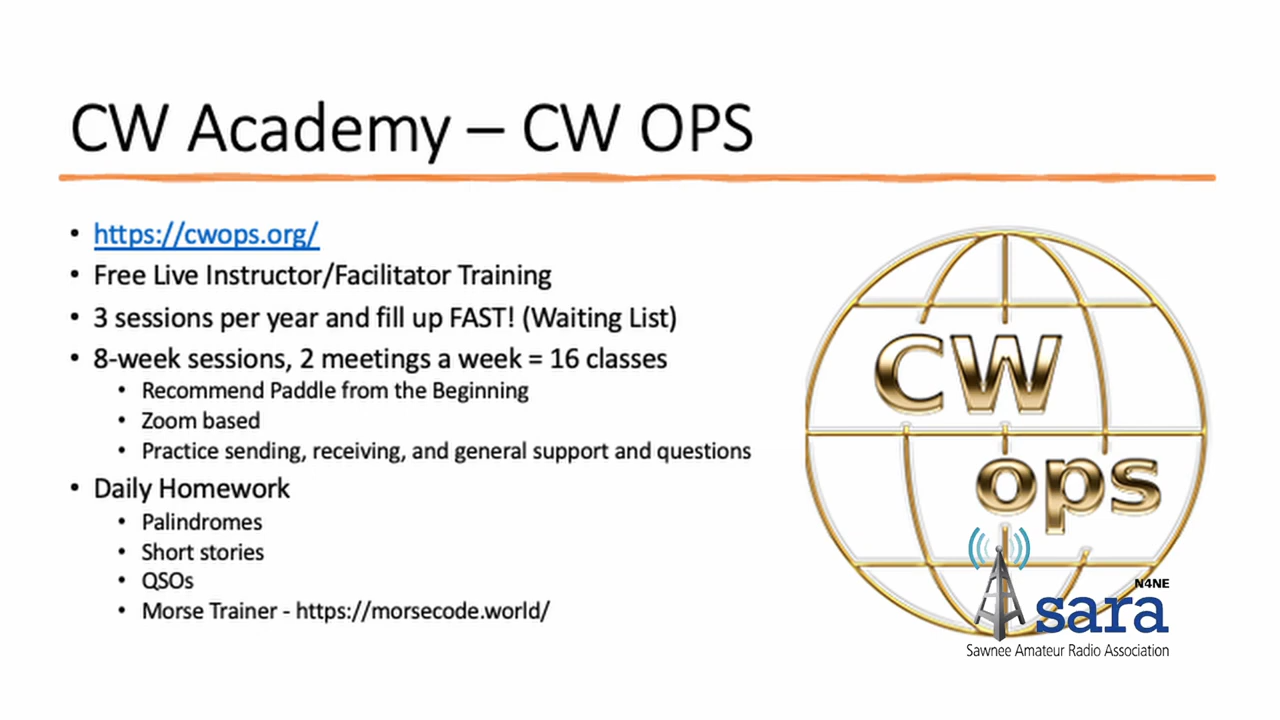 CW Academy – CW OPS
• https://cwops.org/
• Free Live Instructor/Facilitator Training
• 3 sessions per year and fill up FAST! (Waiting List)
• 8-week sessions, 2 meetings a week = 16 classes
• Recommend Paddle from the Beginning
• Zoom based
• Practice sending, receiving, and general support and questions
• Daily Homework
• Palindromes
• Short stories
• QSOs
• Morse Trainer - https://morsecode.world/
CW
ops
N4NE
sara
Sawnee Amateur Radio Association